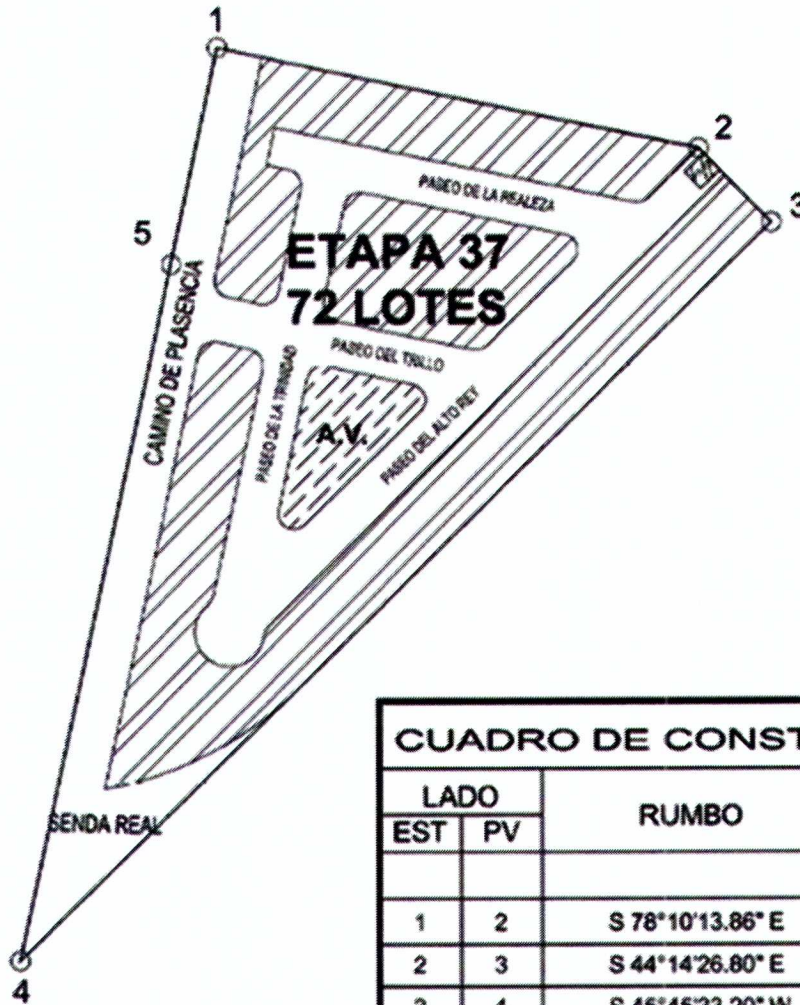 1
2
3
PASEO DE LA REALEZA
5
ETAPA 37
72 LOTES
CAMINO DE PLASENCIA
PASEO DEL TRILLO
PASEO DE LA TRINIDAD
A.V.
PASEO DEL ALTO REY
SENDA REAL
4
CUADRO DE CONST
LADO RUMBO
EST PV
1 2 S 78°10'13.86" E
2 3 S 44°14'26.80" E